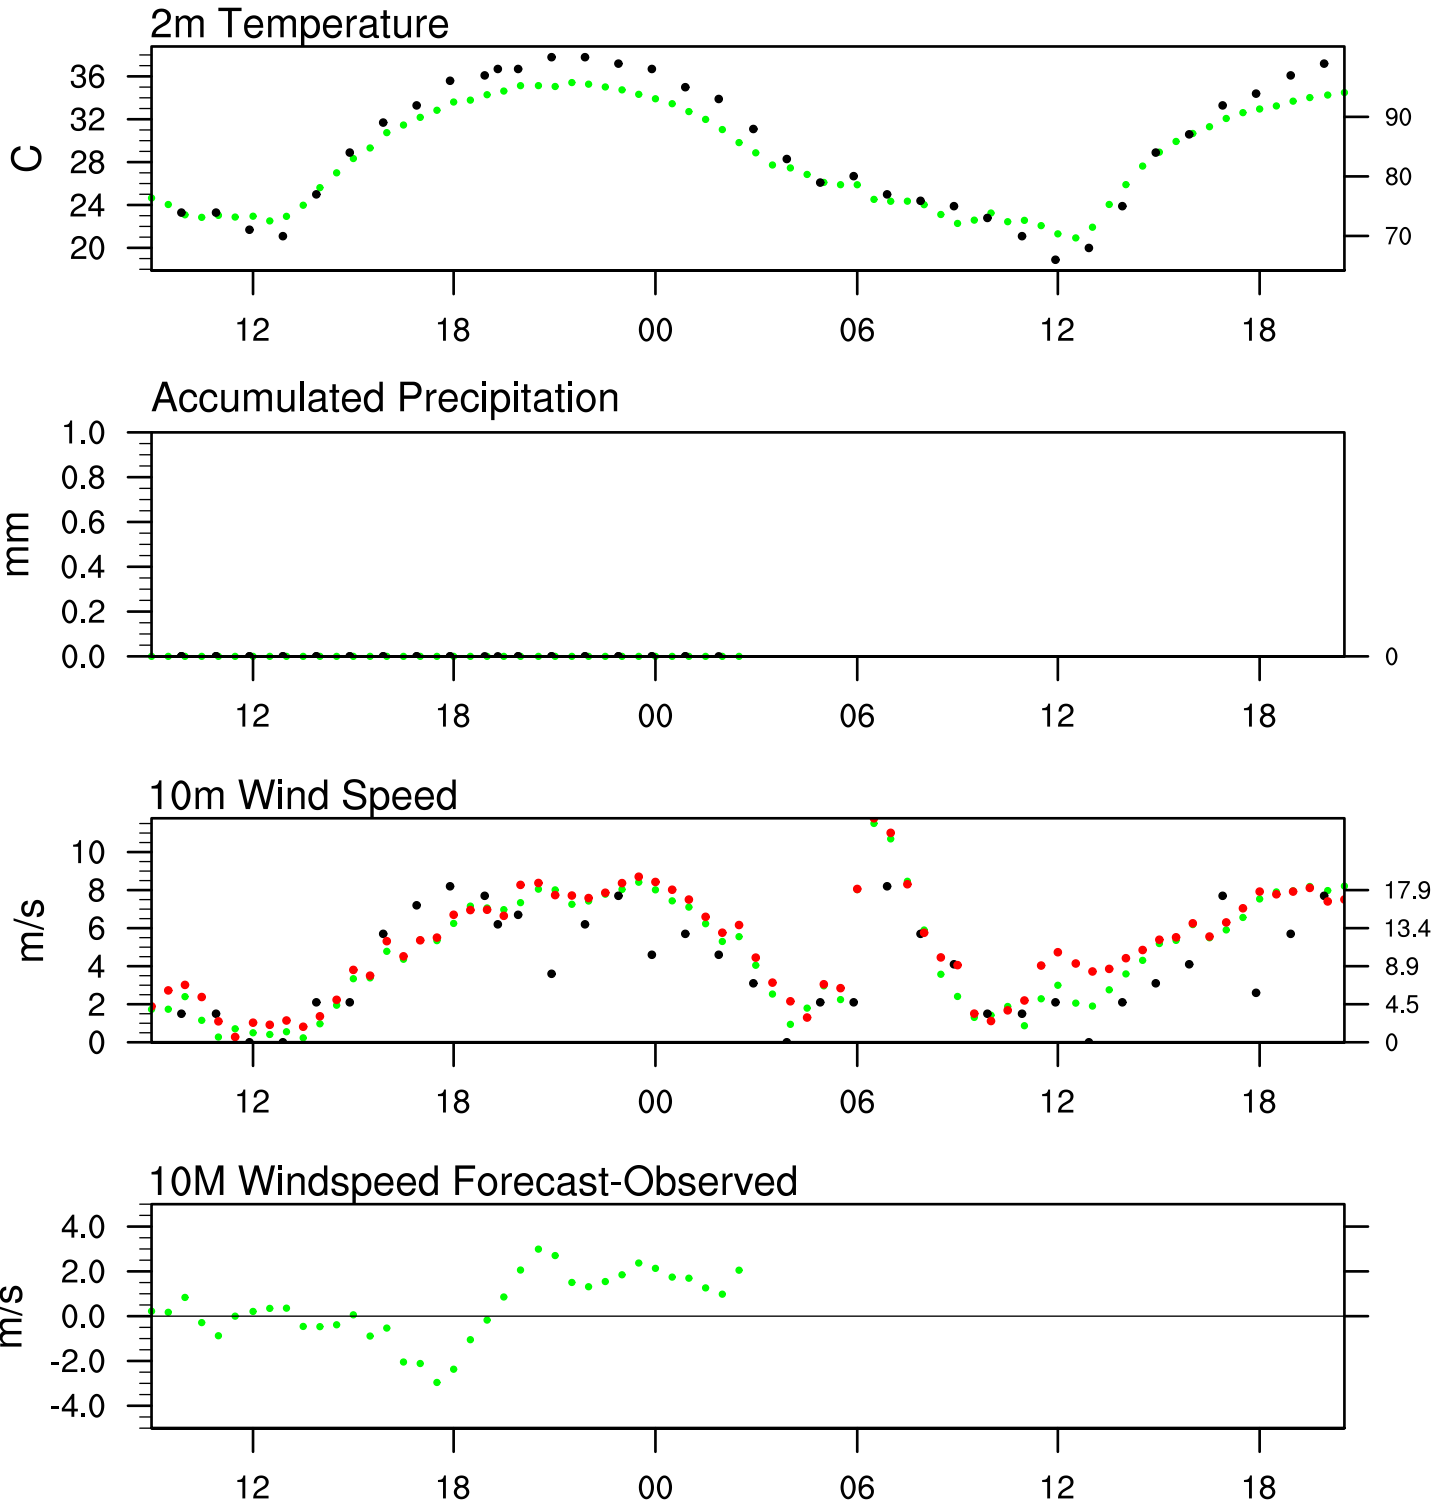 2m Temperature
C
36
32
28
24
20
90
80
70
12 18 00 06 12 18
Accumulated Precipitation
mm
1.0
0.8
0.6
0.4
0.2
0.0
0
12 18 00 06 12 18
10m Wind Speed
m/s
10
8
6
4
2
0
17.9
13.4
8.9
4.5
0
12 18 00 06 12 18
10M Windspeed Forecast-Observed
m/s
4.0
2.0
0.0
-2.0
-4.0
12 18 00 06 12 18